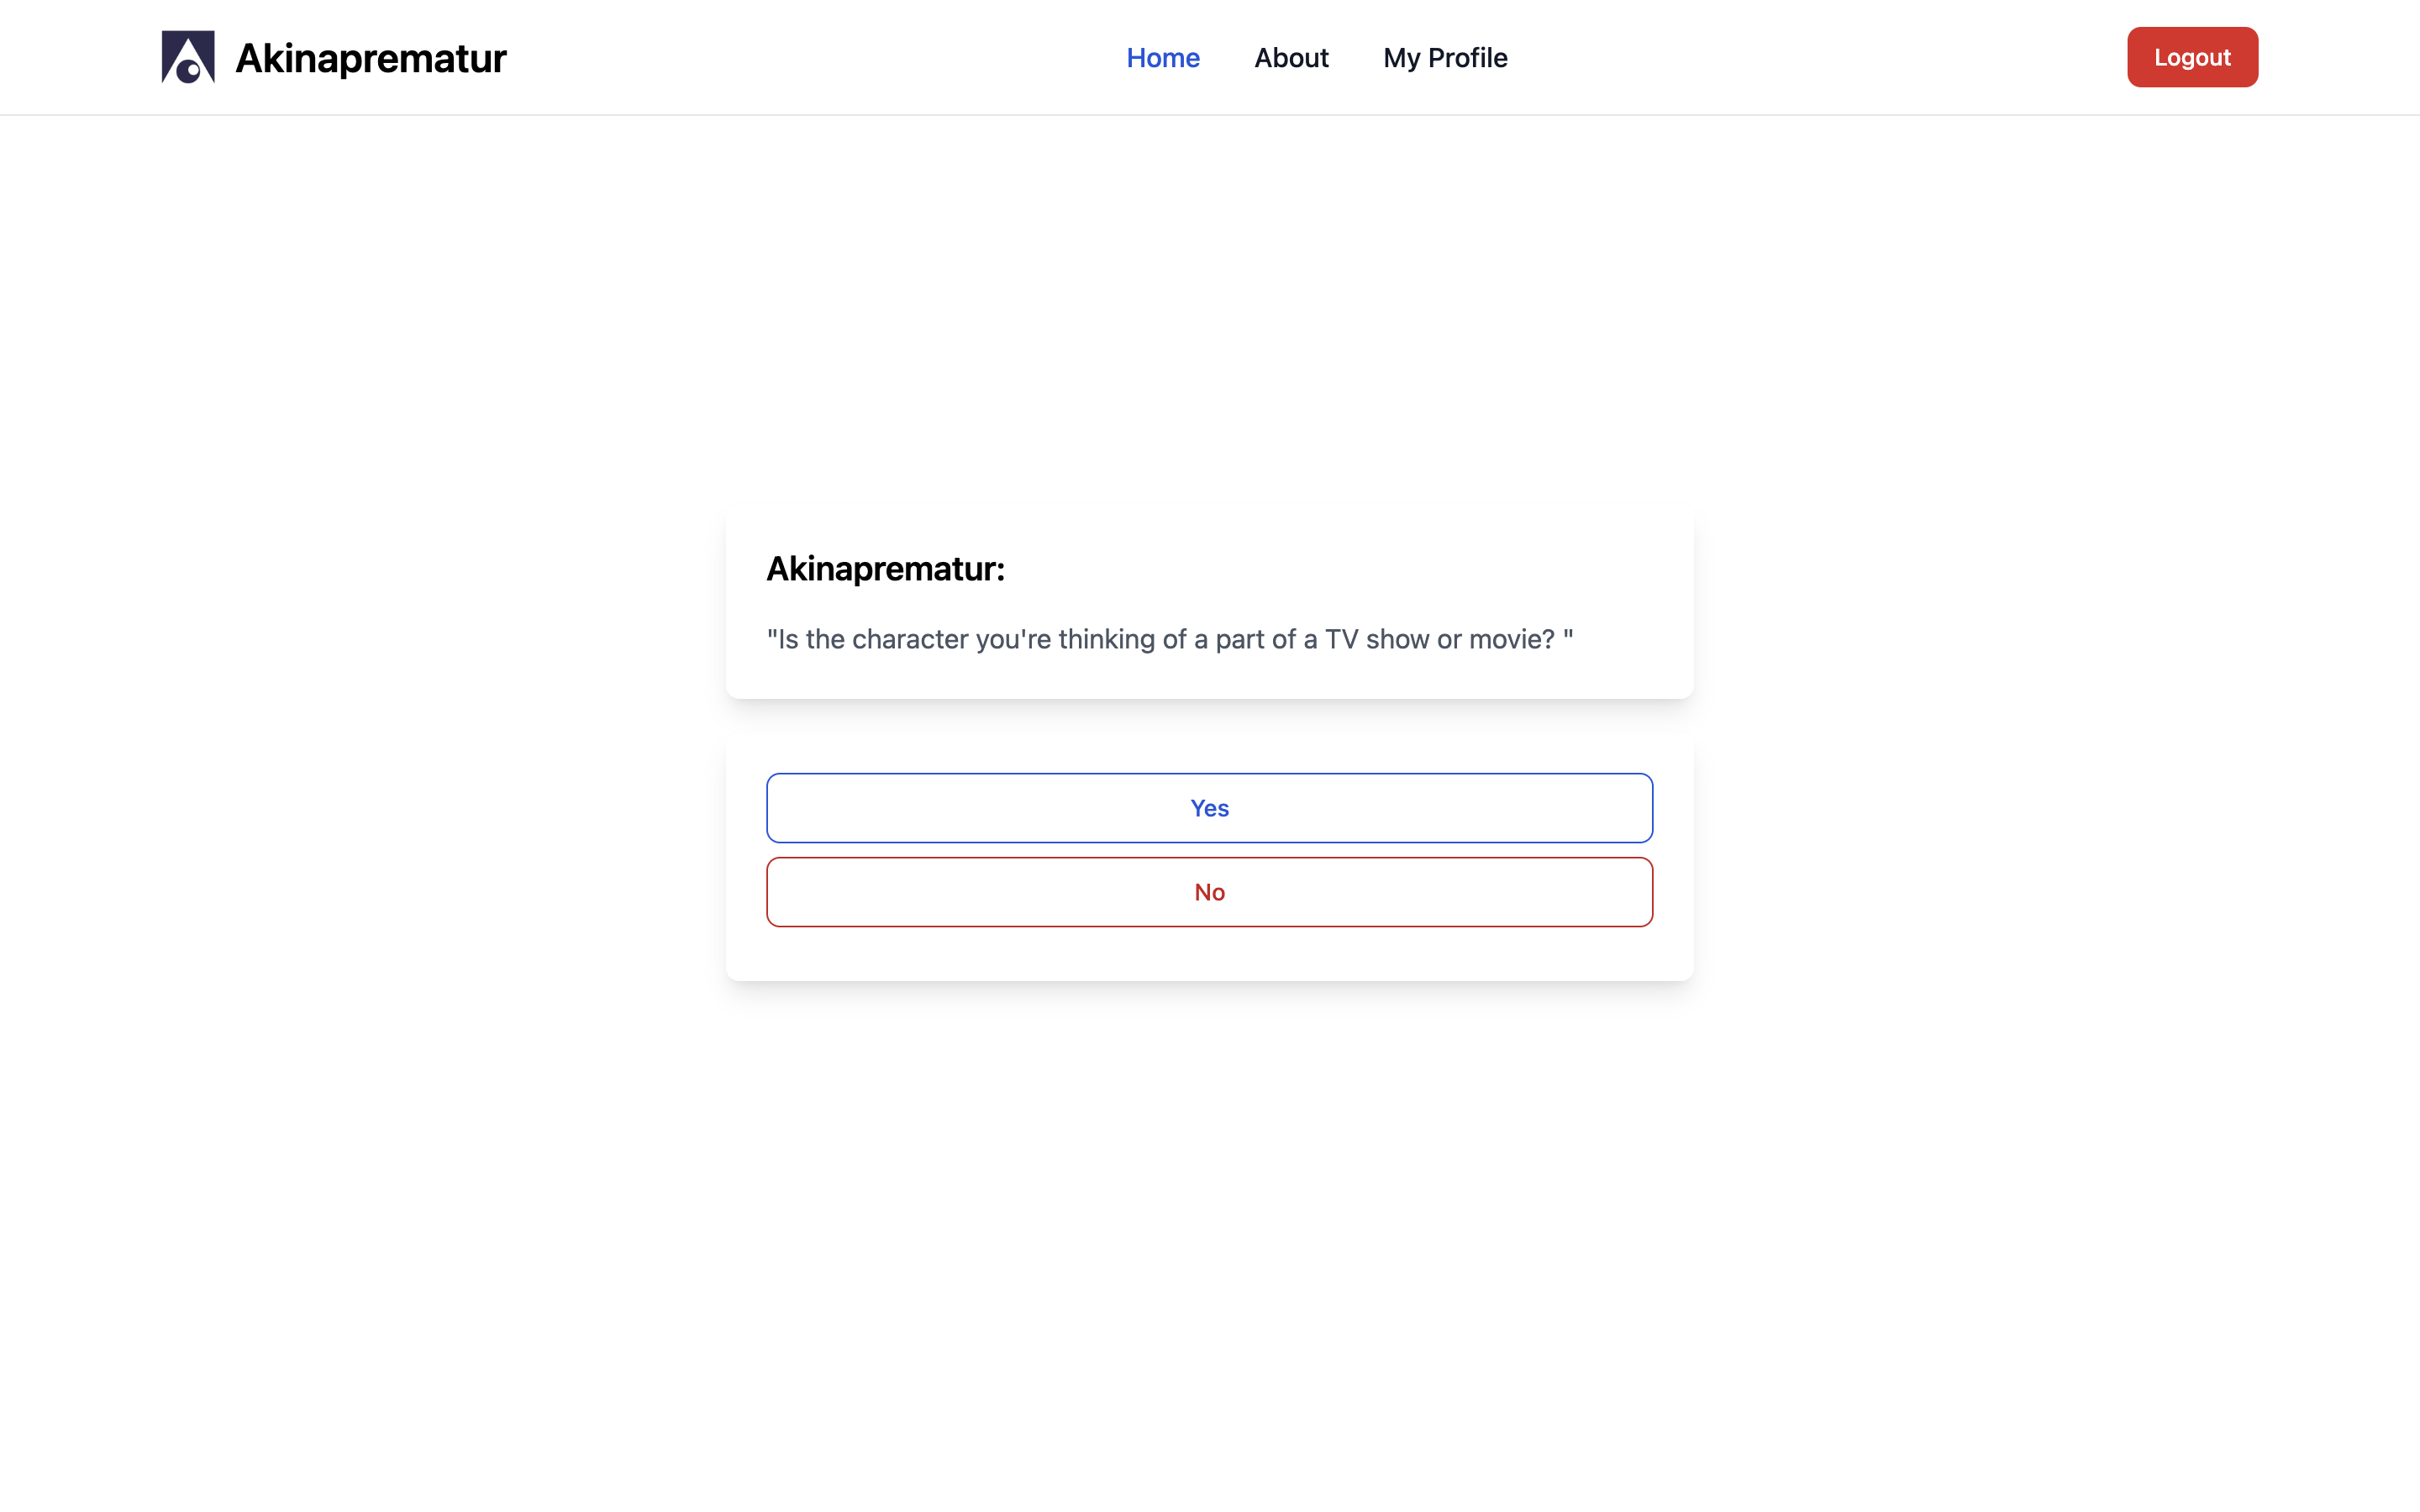 Akinaprematur
Home About My Profile
Logout
Akinaprematur:
"Is the character you're thinking of a part of a TV show or movie? "
Yes
No